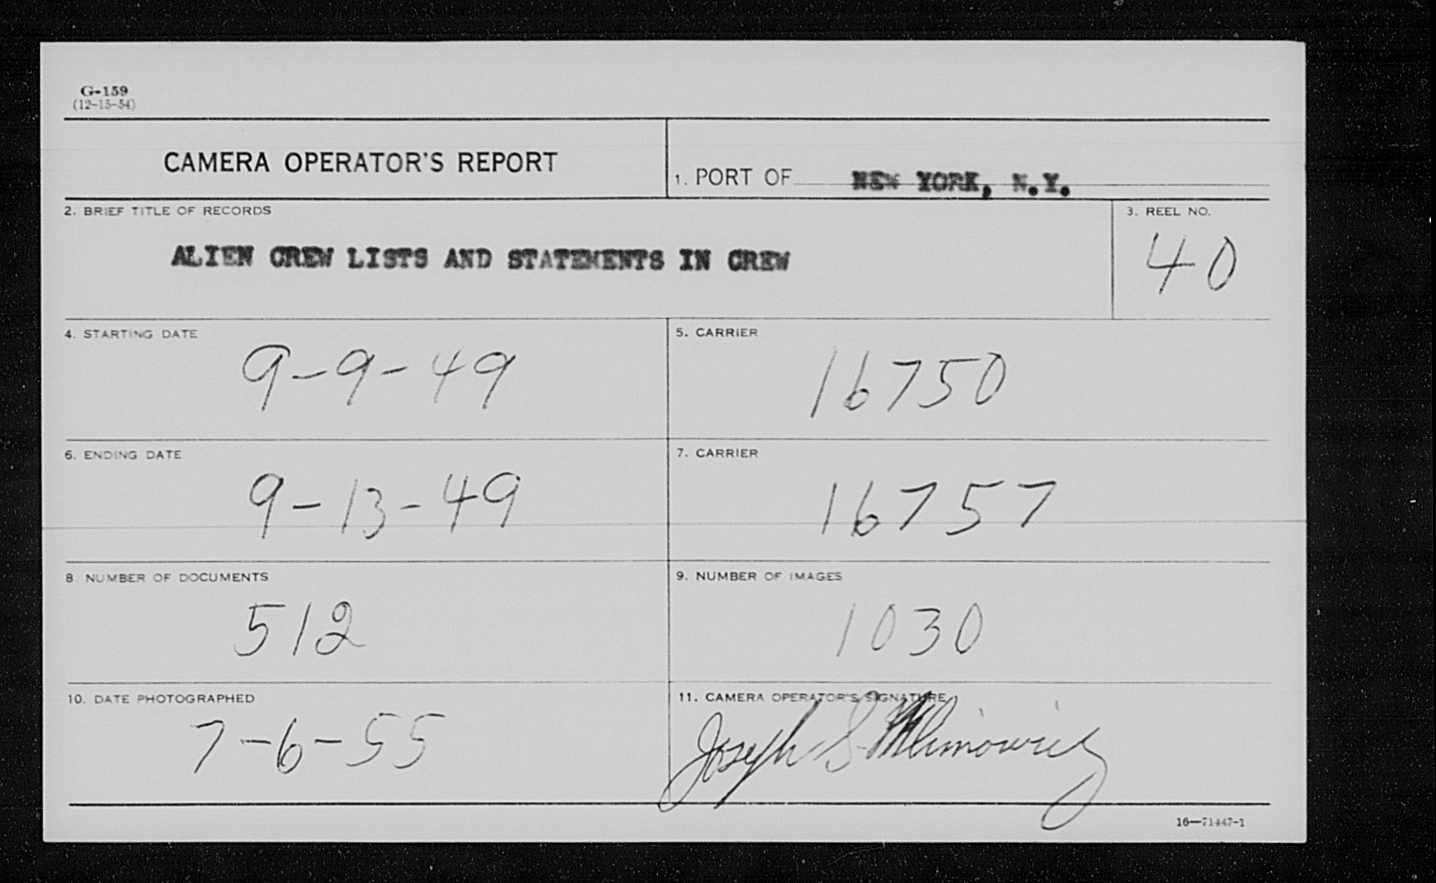 G-159
(12-15-54)
CAMERA OPERATOR'S REPORT
1. PORT OF NEW YORK, N.Y.
2. BRIEF TITLE OF RECORDS
ALIEN CREW LISTS AND STATEMENTS IN CREW
3. REEL NO.
40
4. STARTING DATE
9-9-49
5. CARRIER
16750
6. ENDING DATE
9-13-49
7. CARRIER
16757
8. NUMBER OF DOCUMENTS
512
9. NUMBER OF IMAGES
1030
10. DATE PHOTOGRAPHED
7-6-55
11. CAMERA OPERATOR'S SIGNATURE
Joseph S.
16—71447-1